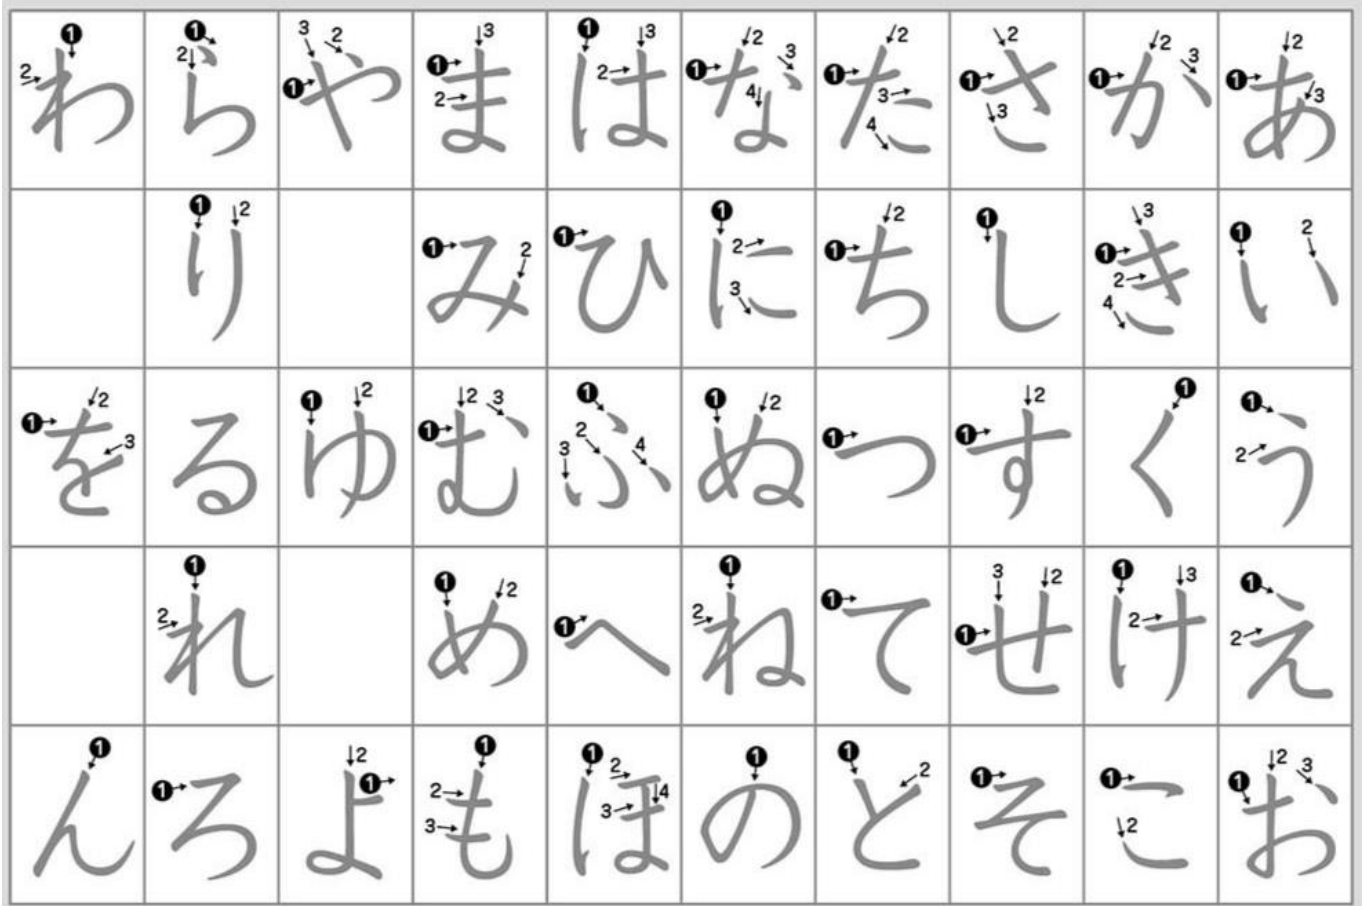 あいうえお
かきくけこ
さしすせそ
たちつてと
なにぬねの
はひふへほ
まみむめも
やゆよ
らりるれろ
わをん